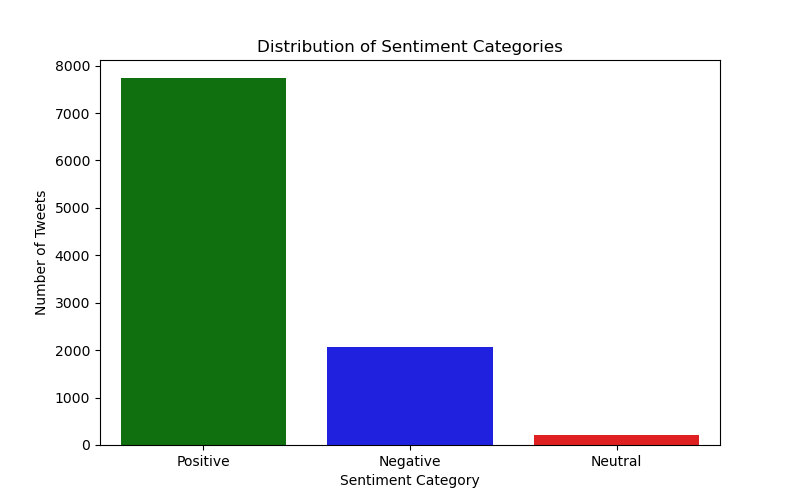 Distribution of Sentiment Categories
8000
7000
6000
5000
4000
3000
2000
1000
0
Number of Tweets
Positive Negative Neutral
Sentiment Category